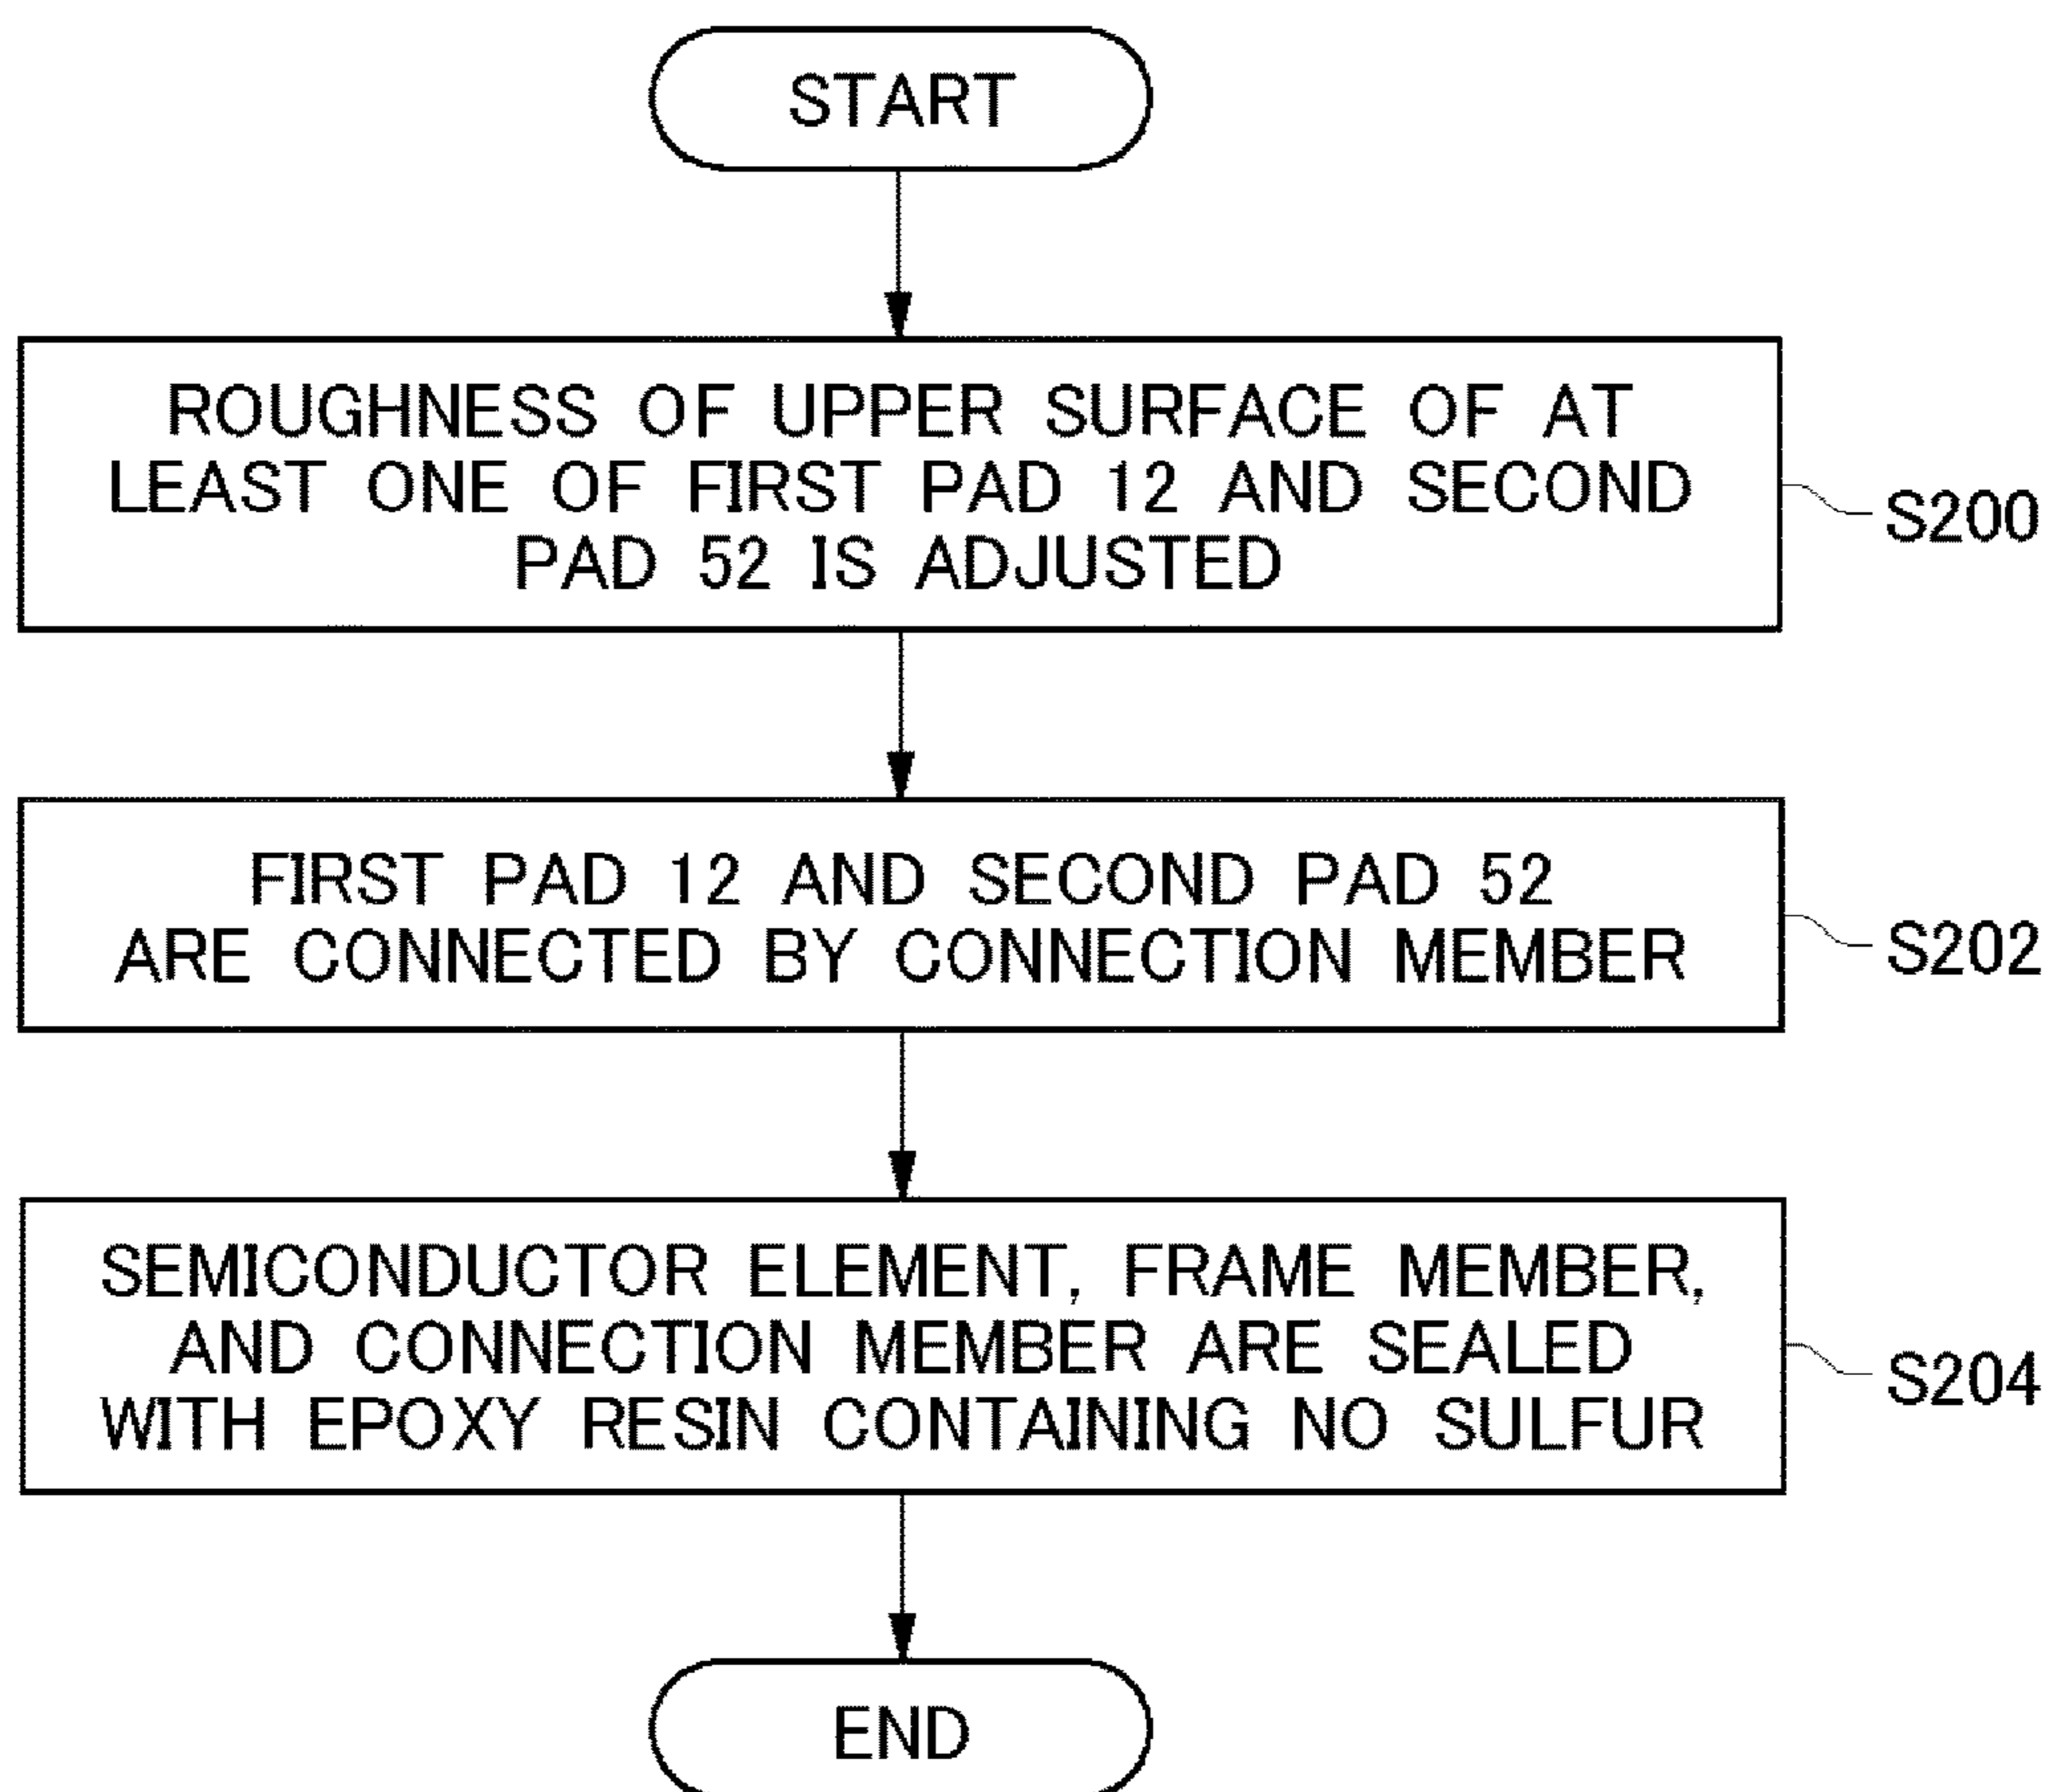 START
ROUGHNESS OF UPPER SURFACE OF AT
LEAST ONE OF FIRST PAD 12 AND SECOND
PAD 52 IS ADJUSTED
S200
FIRST PAD 12 AND SECOND PAD 52
ARE CONNECTED BY CONNECTION MEMBER
S202
SEMICONDUCTOR ELEMENT, FRAME MEMBER,
AND CONNECTION MEMBER ARE SEALED
WITH EPOXY RESIN CONTAINING NO SULFUR
S204
END